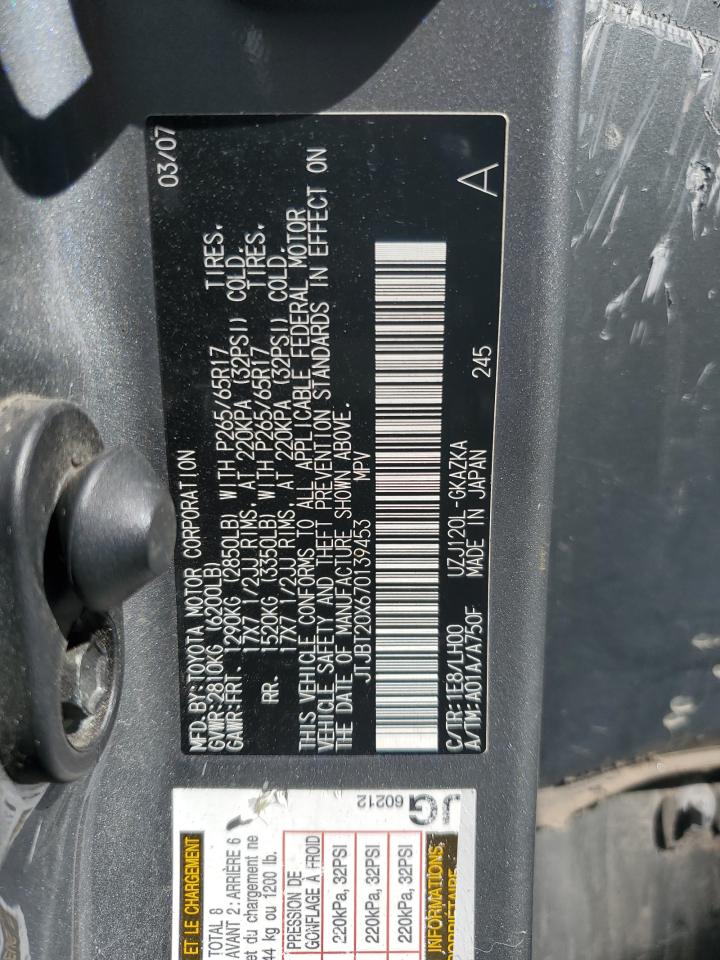 MFD.BY:TOYOTA MOTOR CORPORATION 03/07
GVWR:2810KG (6200LB)
GAWR:FRT. 1290KG (2850LB) WITH P265/65R17 TIRES.
17X7 1/2JJ RIMS. AT 220KPA (32PSI) COLD.
RR. 1520KG (3350LB) WITH P265/65R17 TIRES.
17X7 1/2JJ RIMS. AT 220KPA (32PSI) COLD.
THIS VEHICLE CONFORMS TO ALL APPLICABLE FEDERAL MOTOR
VEHICLE SAFETY AND THEFT PREVENTION STANDARDS IN EFFECT ON
THE DATE OF MANUFACTURE SHOWN ABOVE.
JTJBT20X670139453 MPV
C/TR:1E8/LH00 UZJ120L-GKAZKA 245
A/TM:A01A/A750F MADE IN JAPAN
A
ET LE CHARGEMENT
TOTAL 8
AVANT 2: ARRIÈRE 6
et du chargement ne
44 kg ou 1200 lb.
PRESSION DE
GONFLAGE À FROID
220kPa, 32PSI
220kPa, 32PSI
220kPa, 32PSI
INFORMATIONS,
JG
60212